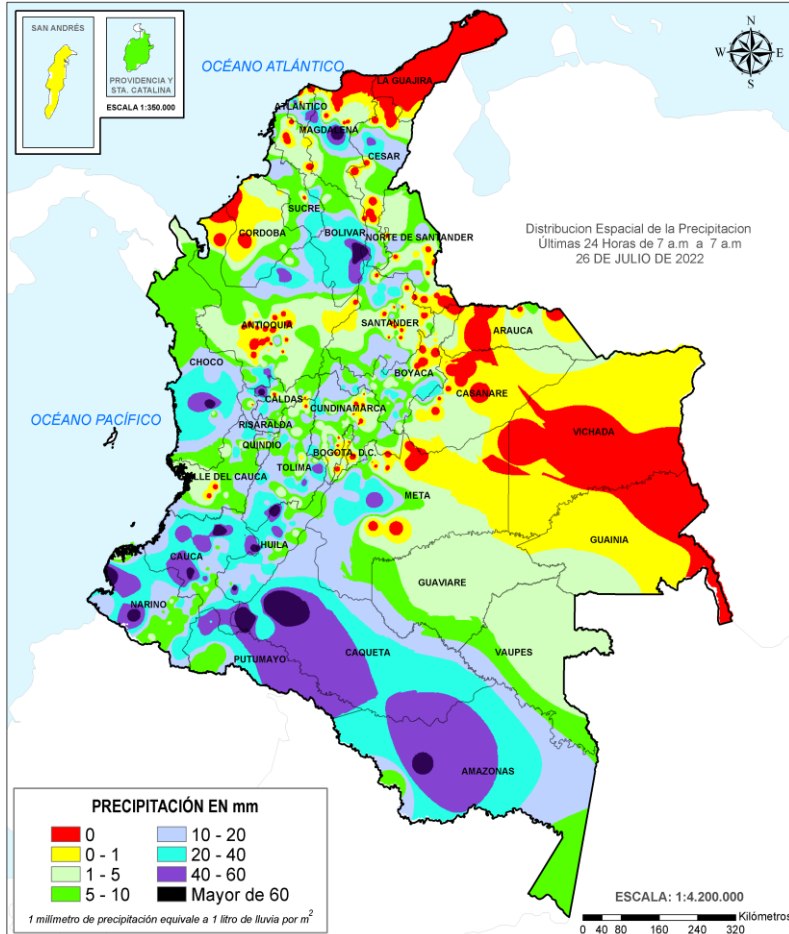 SAN ANDRÉS
PROVIDENCIA Y
STA. CATALINA
ESCALA 1:350.000
OCÉANO ATLÁNTICO
N
W
E
S
LA GUAJIRA
ATLÁNTICO
MAGDALENA
CESAR
SUCRE
CORDOBA
BOLIVAR
NORTE DE SANTANDER
Distribucion Espacial de la Precipitacion
Últimas 24 Horas de 7 a.m a 7 a.m
26 DE JULIO DE 2022
ANTIOQUIA
SANTANDER
ARAUCA
CHOCO
BOYACA
CASANARE
CALDAS
CUNDINAMARCA
OCÉANO PACÍFICO
RISARALDA
VICHADA
QUINDIO
BOGOTA, D.C.
TOLIMA
LLE DEL CAUCA
META
GUAINIA
CAUCA
HUILA
GUAVIARE
NARINO
CAQUETA
VAUPES
PUTUMAYO
AMAZONAS
PRECIPITACIÓN EN mm
0
0 - 1
1 - 5
5 - 10
10 - 20
20 - 40
40 - 60
Mayor de 60
1 milímetro de precipitación equivale a 1 litro de lluvia por m²
ESCALA: 1:4.200.000
0 40 80 160 240 320 Kilómetros